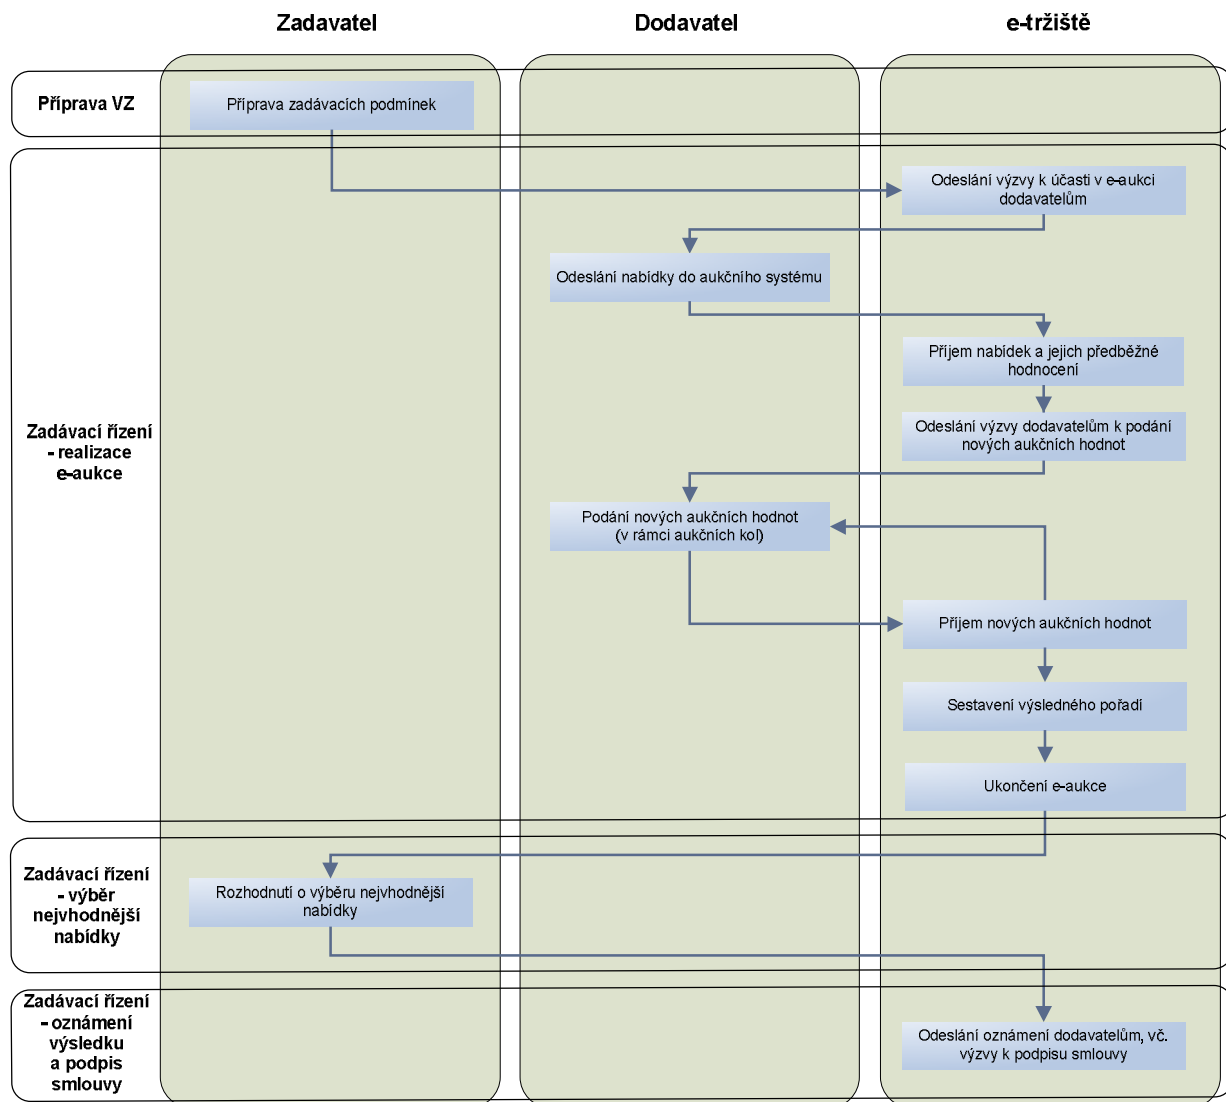 Zadavatel
Dodavatel
e-tržiště
Příprava VZ
Příprava zadávacích podmínek
Zadávací řízení
- realizace
e-aukce
Odeslání výzvy k účasti v e-aukci
dodavatelům
Odeslání nabídky do aukčního systému
Příjem nabídek a jejich předběžné
hodnocení
Odeslání výzvy dodavatelům k podání
nových aukčních hodnot
Podání nových aukčních hodnot
(v rámci aukčních kol)
Příjem nových aukčních hodnot
Sestavení výsledného pořadí
Ukončení e-aukce
Zadávací řízení
- výběr
nejvhodnější
nabídky
Rozhodnutí o výběru nejvhodnější
nabídky
Zadávací řízení
- oznámení
výsledku
a podpis
smlouvy
Odeslání oznámení dodavatelům, vč.
výzvy k podpisu smlouvy